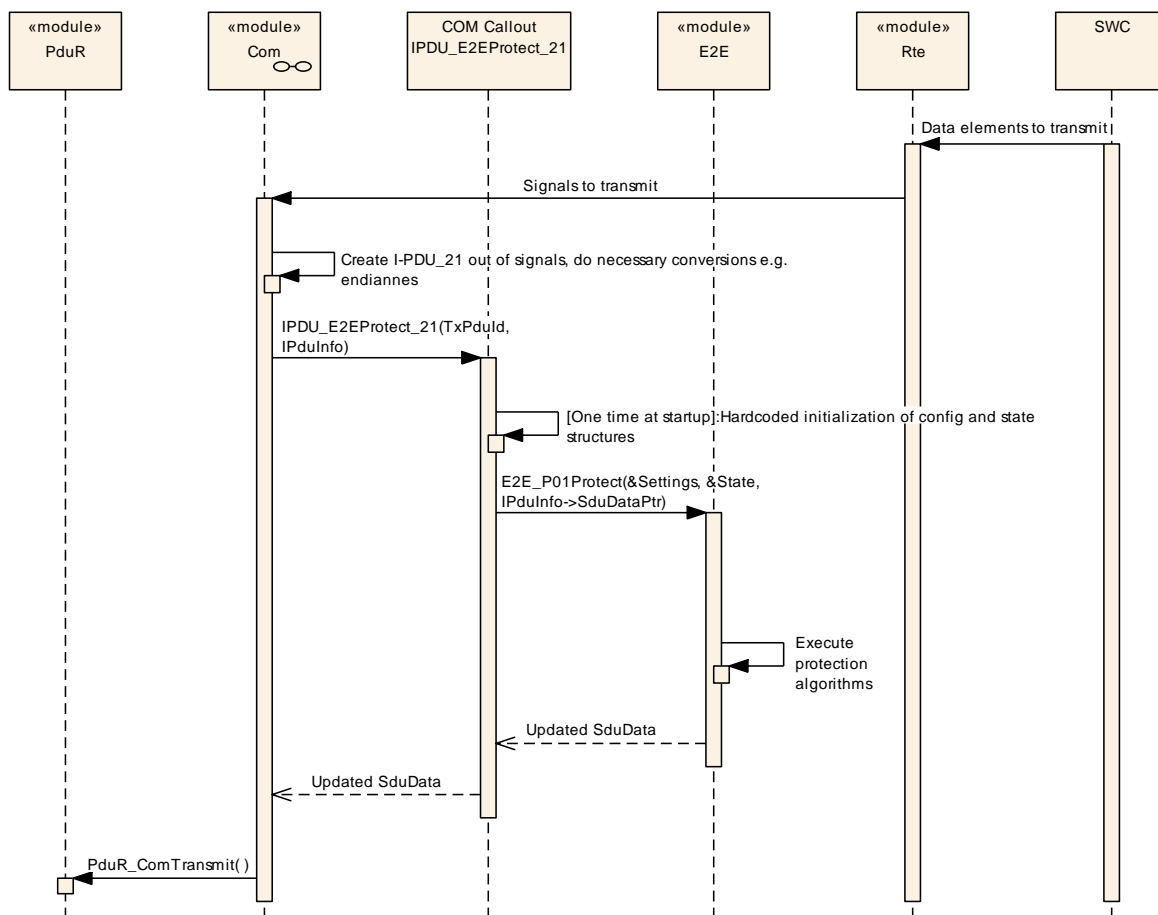 «module»
PduR
«module»
Com
COM Callout
IPDU_E2EProtect_21
«module»
E2E
«module»
Rte
SWC
Data elements to transmit
Signals to transmit
Create I-PDU_21 out of signals, do necessary conversions e.g.
endiannes
IPDU_E2EProtect_21(TxPduId,
IPduInfo)
[One time at startup]:Hardcoded initialization of config and state
structures
E2E_P01Protect(&Settings, &State,
IPduInfo->SduDataPtr)
Execute
protection
algorithms
Updated SduData
Updated SduData
PduR_ComTransmit( )